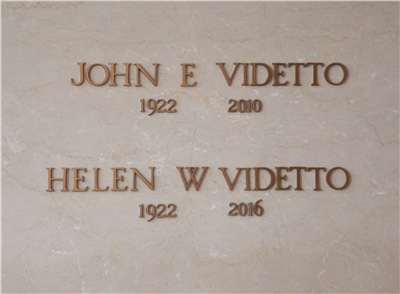 JOHN E VIDETTO
1922 2010
HELEN W VIDETTO
1922 2016